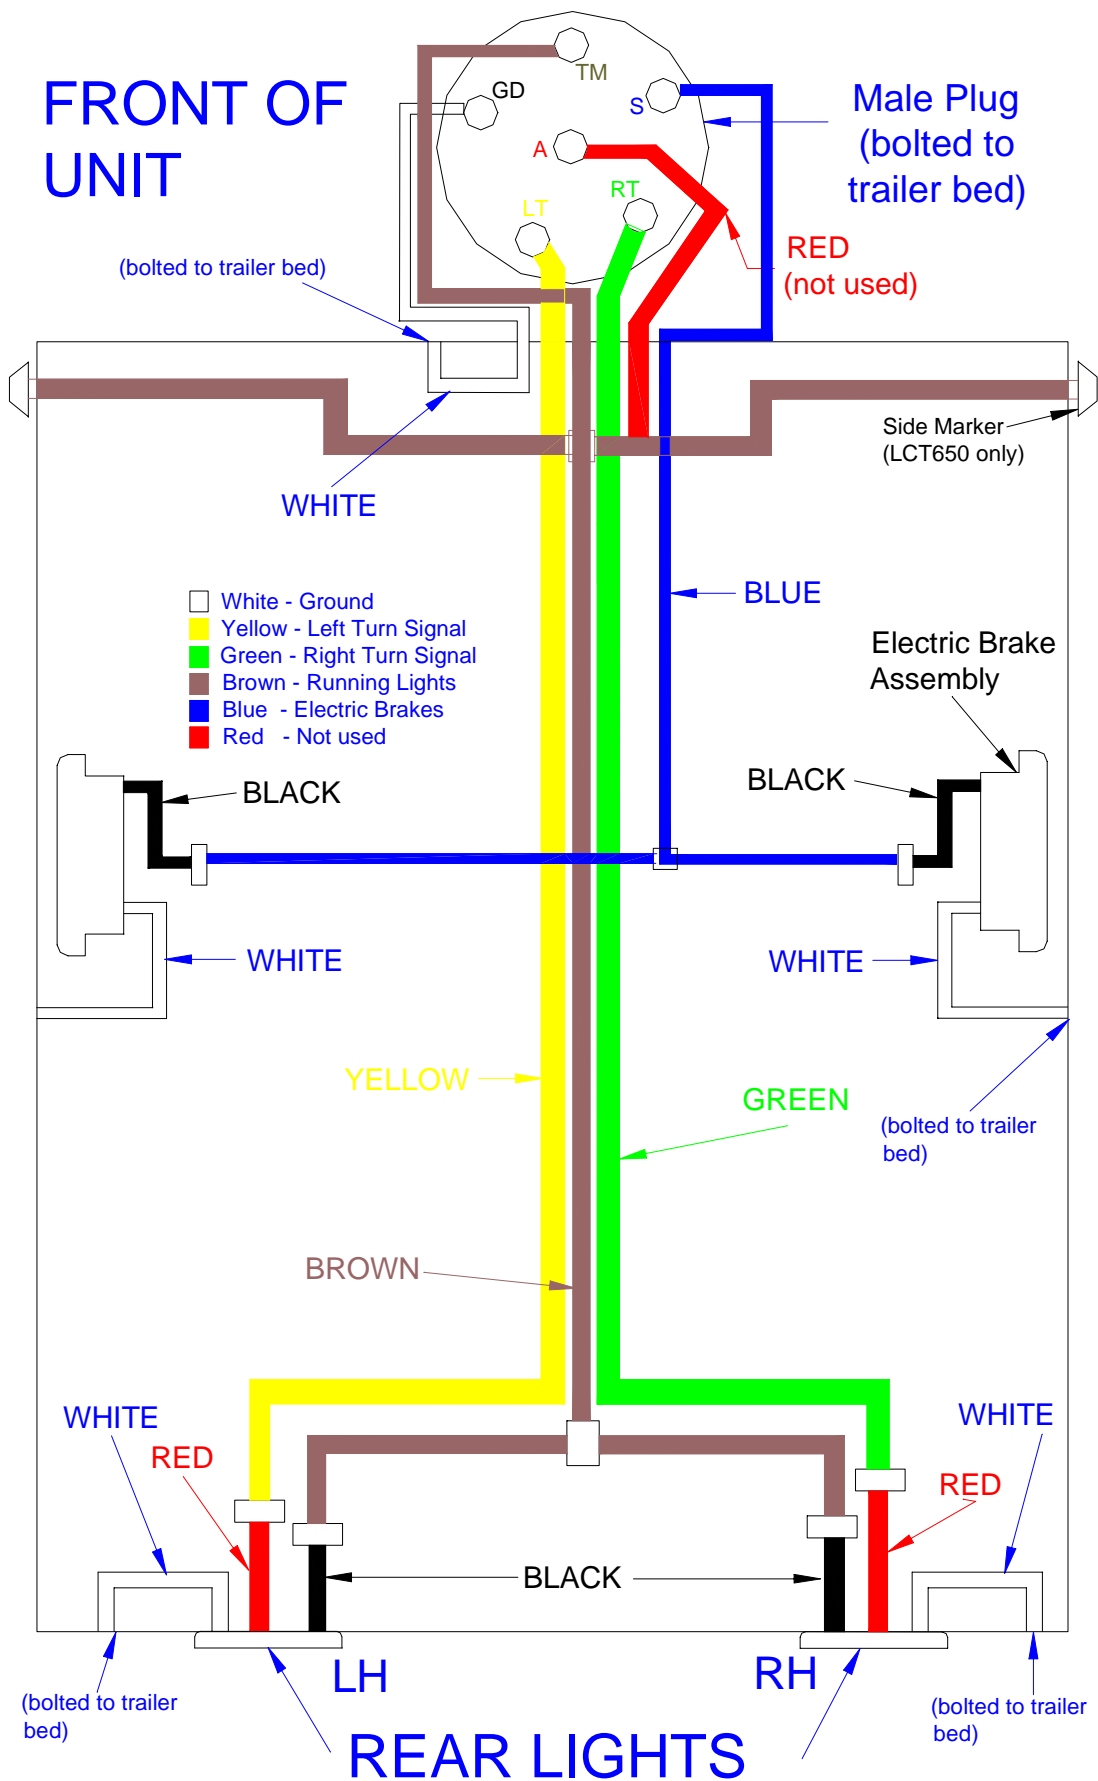 FRONT OF
UNIT
TM
GD
S
A
RT
LT
Male Plug
(bolted to
trailer bed)
RED
(not used)
(bolted to trailer bed)
Side Marker
(LCT650 only)
WHITE
BLUE
White - Ground
Yellow - Left Turn Signal
Green - Right Turn Signal
Brown - Running Lights
Blue - Electric Brakes
Red - Not used
Electric Brake
Assembly
BLACK
BLACK
WHITE
WHITE
YELLOW
GREEN
(bolted to trailer
bed)
BROWN
WHITE
RED
WHITE
RED
BLACK
LH
RH
(bolted to trailer
bed)
(bolted to trailer
bed)
REAR LIGHTS